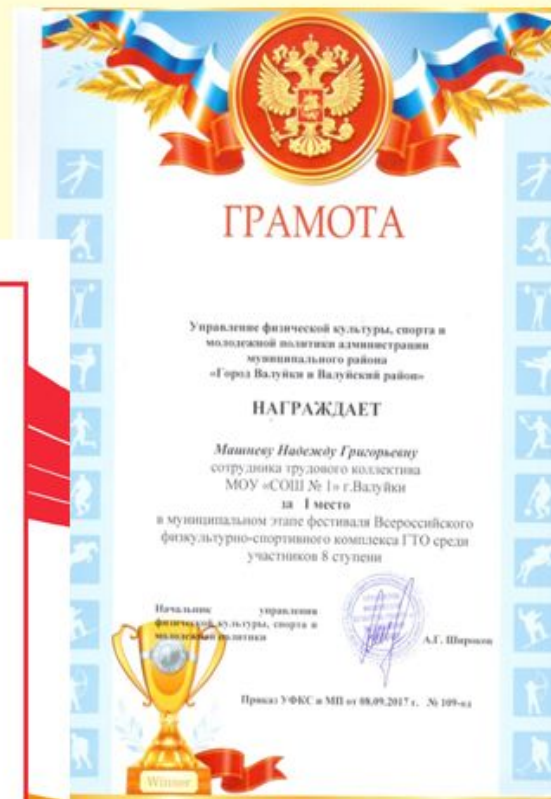 ГРАМОТА
Управление физической культуры, спорта и
молодежной политики администрации
муниципального района
«Город Валуйки и Валуйский район»
НАГРАЖДАЕТ
Машневу Надежду Григорьевну
сотрудника трудового коллектива
МОУ «СОШ № 1» г.Валуйки
за I место
в муниципальном этапе фестиваля Всероссийского
физкультурно-спортивного комплекса ГТО среди
участников 8 ступени
Начальник управления
физической культуры, спорта и
молодежной политики
А.Г. Широков
Приказ УФКС и МП от 08.09.2017 г. № 109-од
Winner